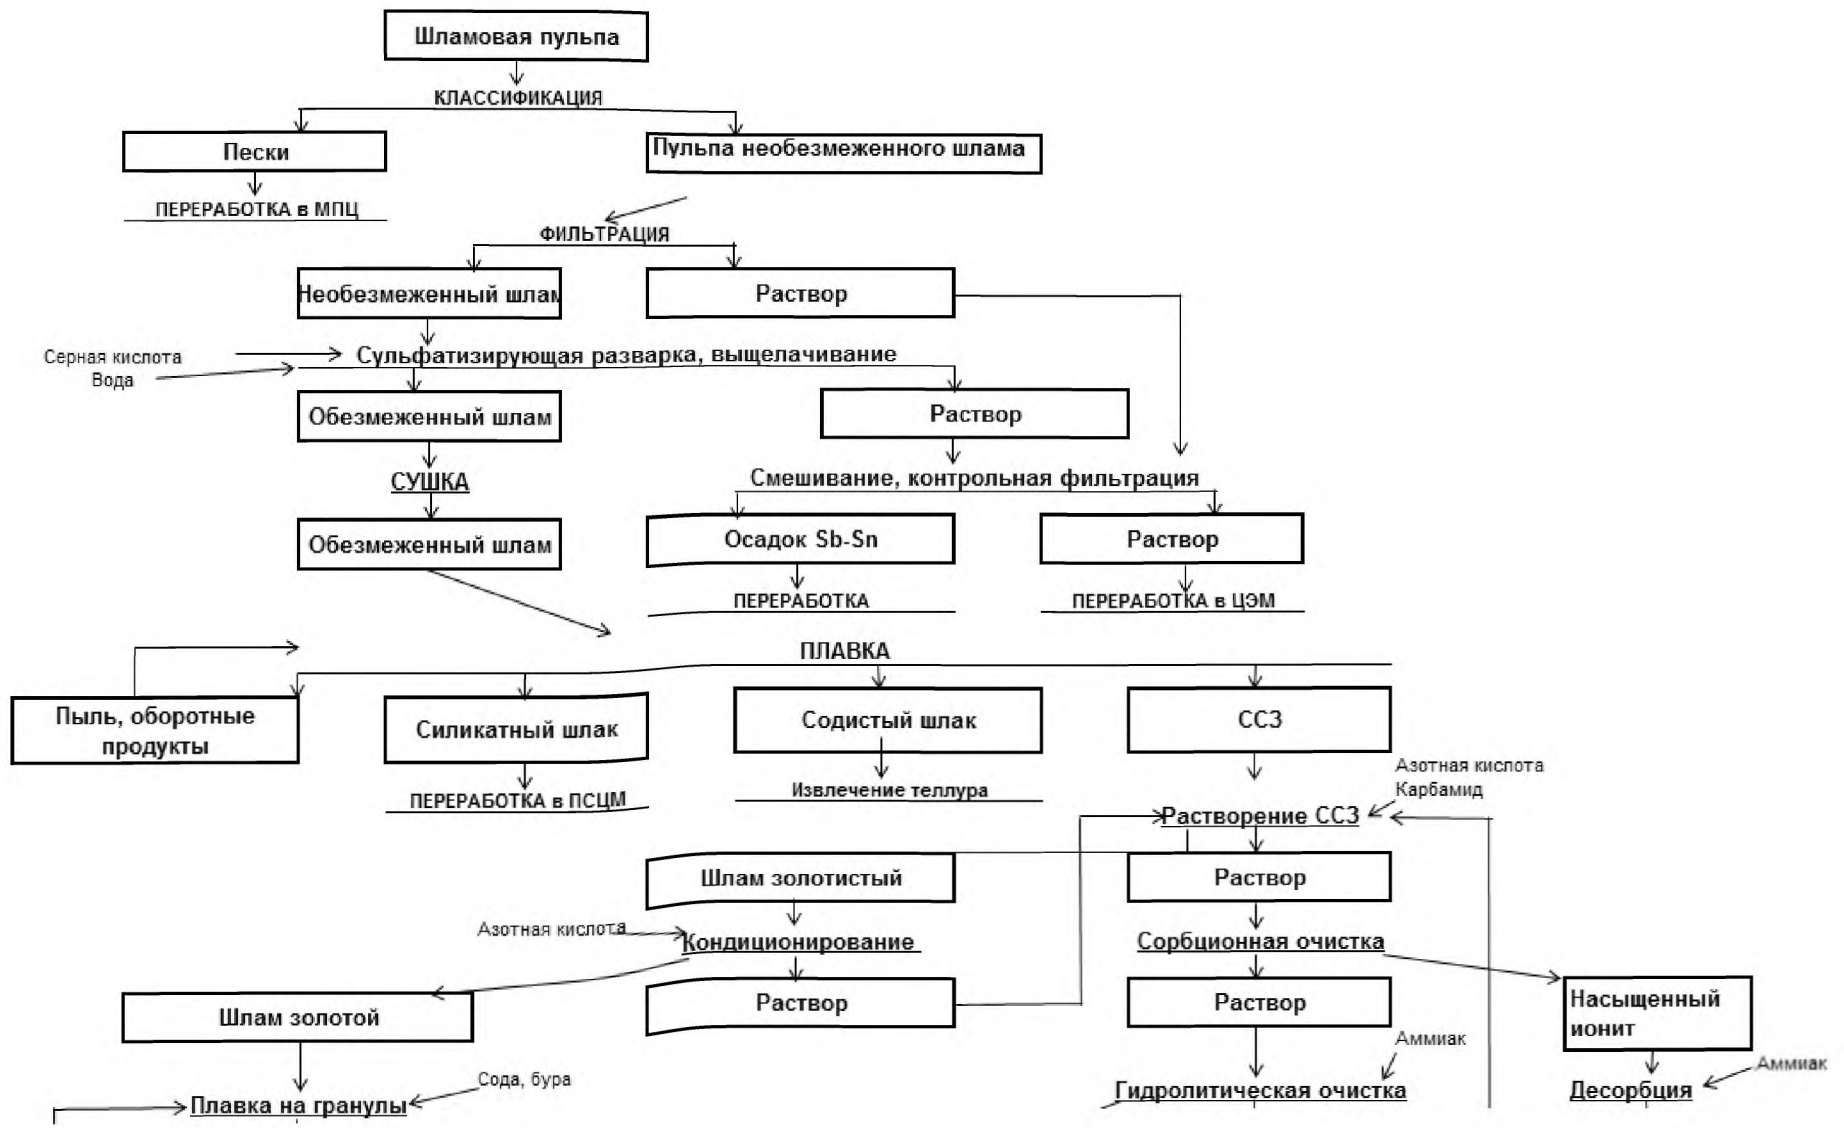 Шламовая пульпа
КЛАССИФИКАЦИЯ
Пески
Пульпа необезмеженного шлама
ПЕРЕРАБОТКА в МПЦ
ФИЛЬТРАЦИЯ
Необезмеженный шлам
Раствор
Серная кислота
Вода
Сульфатизирующая разварка, выщелачивание
Обезмеженный шлам
Раствор
СУШКА
Смешивание, контрольная фильтрация
Обезмеженный шлам
Осадок Sb-Sn
Раствор
ПЕРЕРАБОТКА
ПЕРЕРАБОТКА в ЦЭМ
ПЛАВКА
Пыль, оборотные
продукты
Силикатный шлак
Содистый шлак
ССЗ
ПЕРЕРАБОТКА в ПСЦМ
Извлечение теллура
Азотная кислота
Карбамид
Растворение ССЗ
Шлам золотистый
Раствор
Азотная кислота
Кондиционирование
Сорбционная очистка
Шлам золотой
Раствор
Раствор
Насыщенный
ионит
Аммиак
Аммиак
Сода, бура
Плавка на гранулы
Гидролитическая очистка
Десорбция